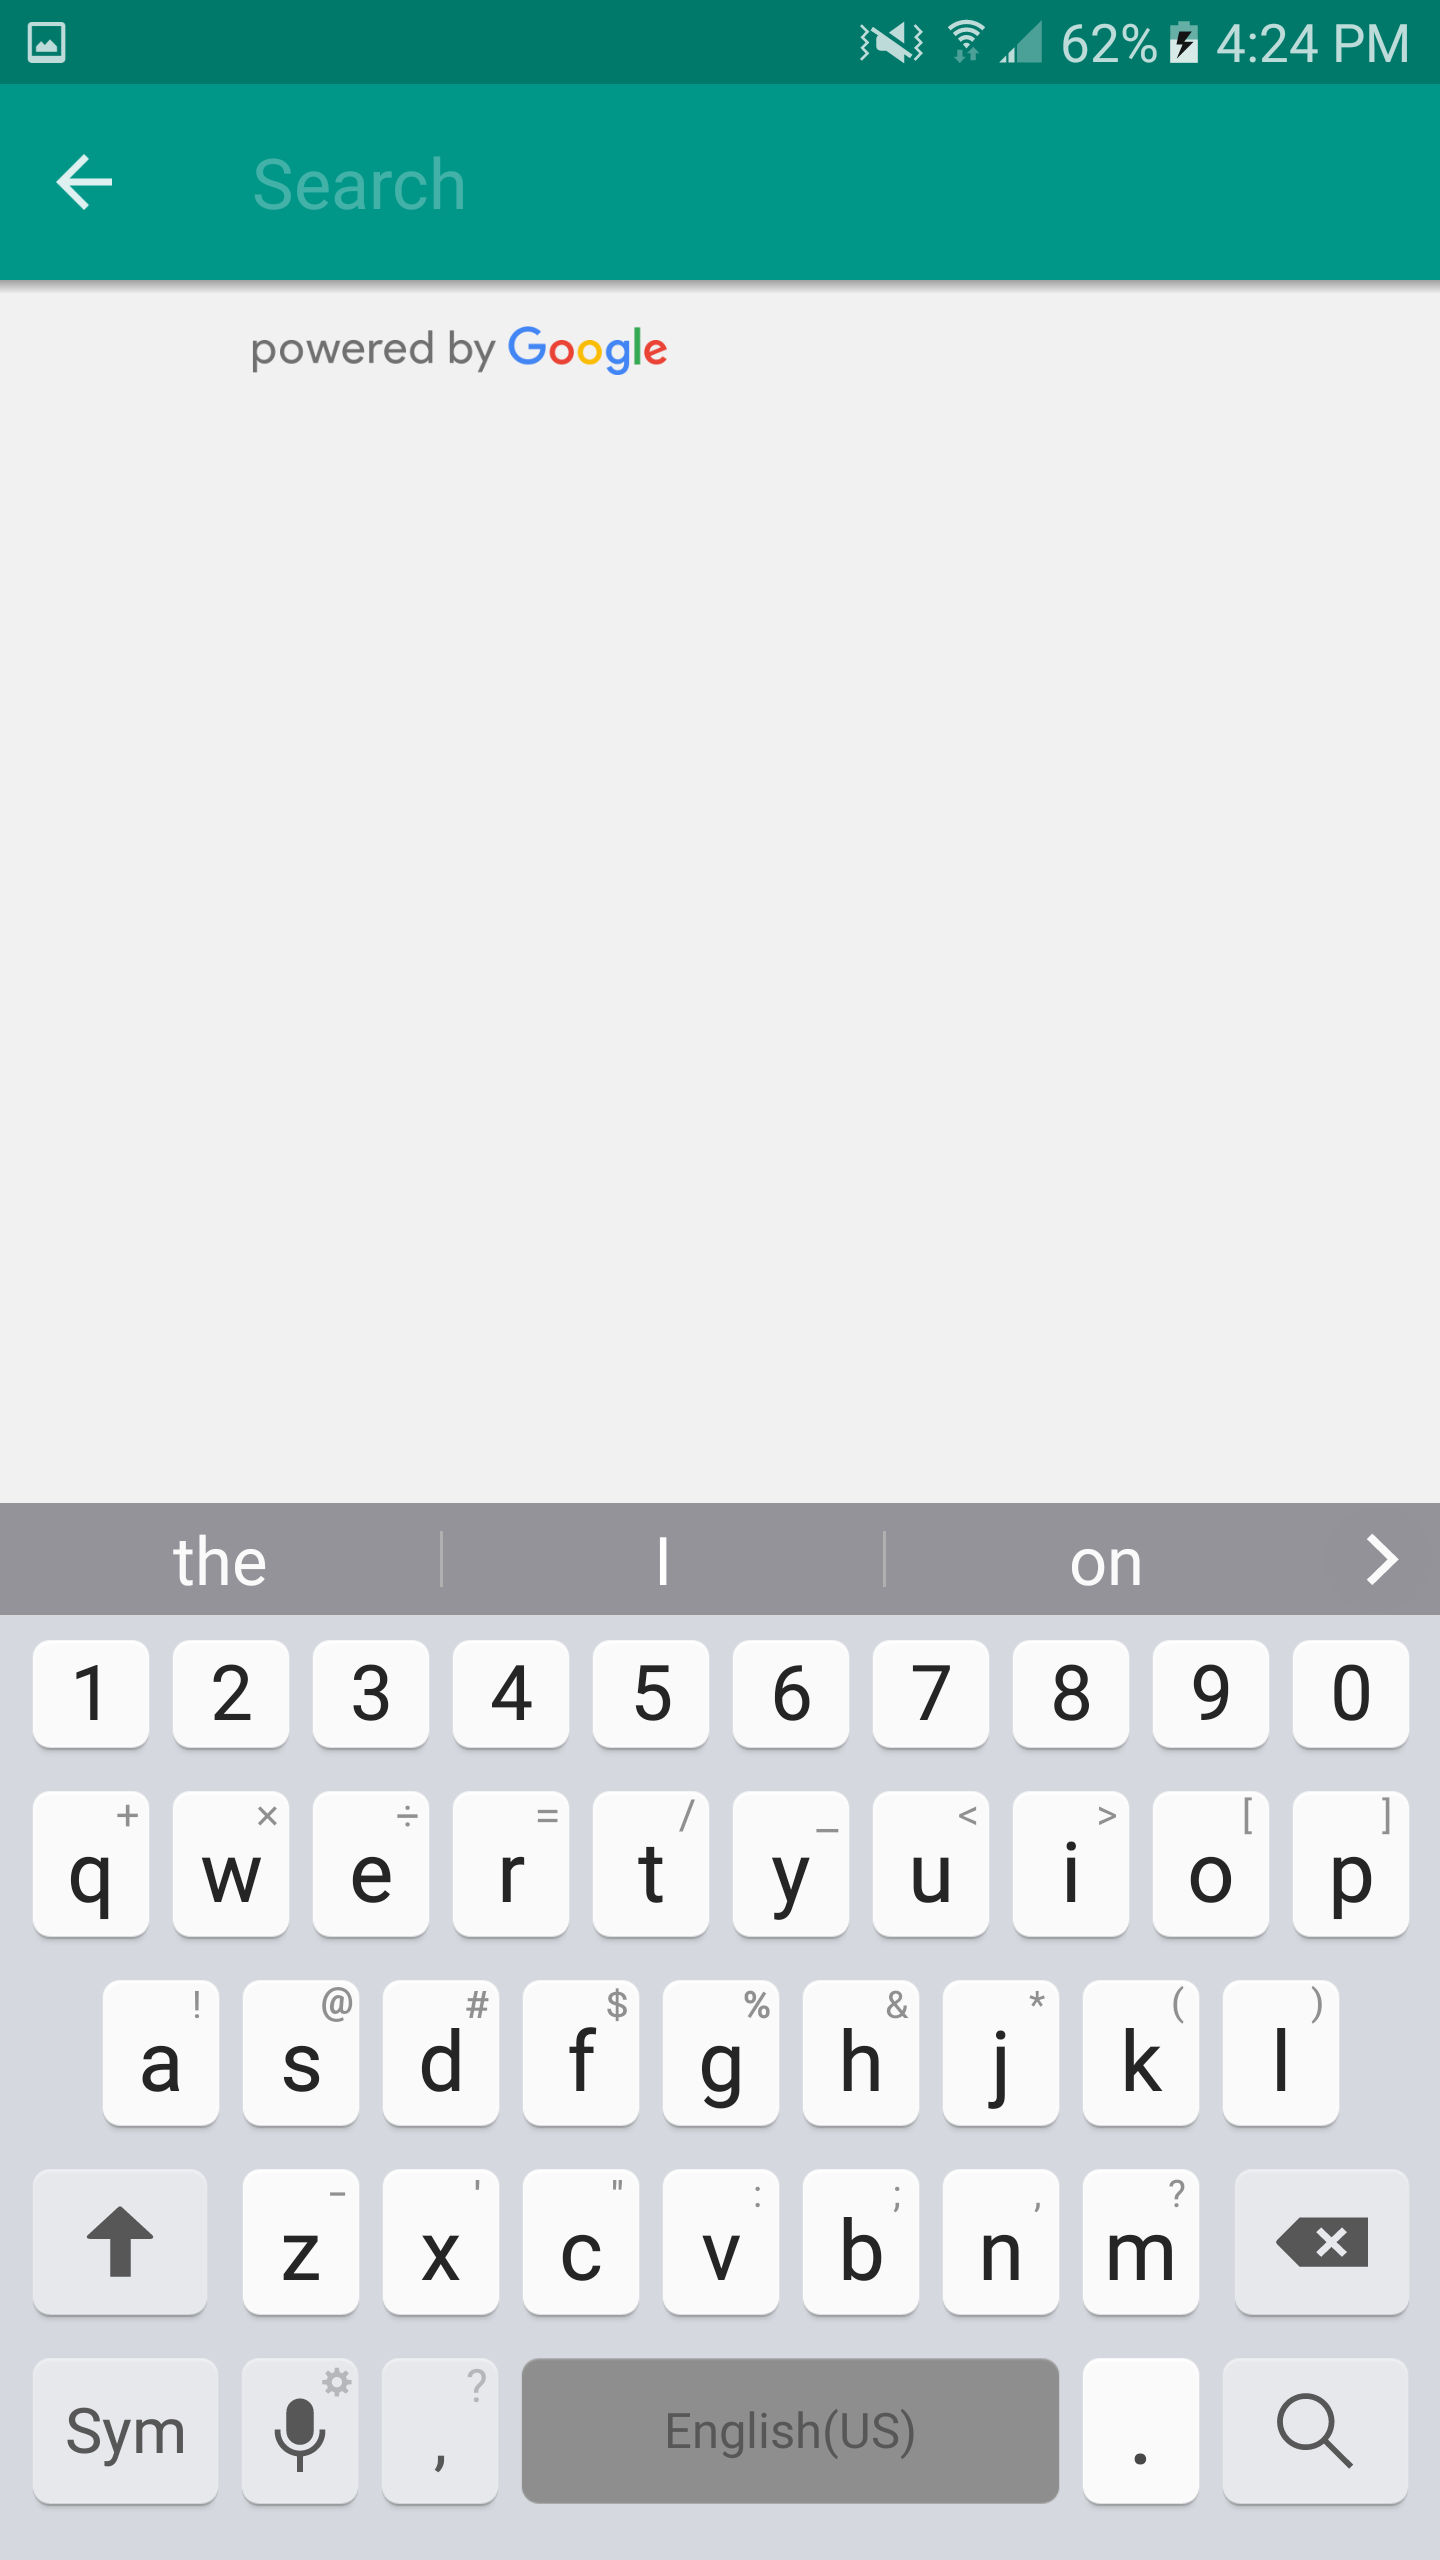 62% 4:24 PM
Search
powered by Google
the I on
1 2 3 4 5 6 7 8 9 0
+ × ÷ = / _ < > [ ]
q w e r t y u i o p
! @ # $ % & * ( )
a s d f g h j k l
- ' " : ; , ?
z x c v b n m
?
Sym , English(US) .